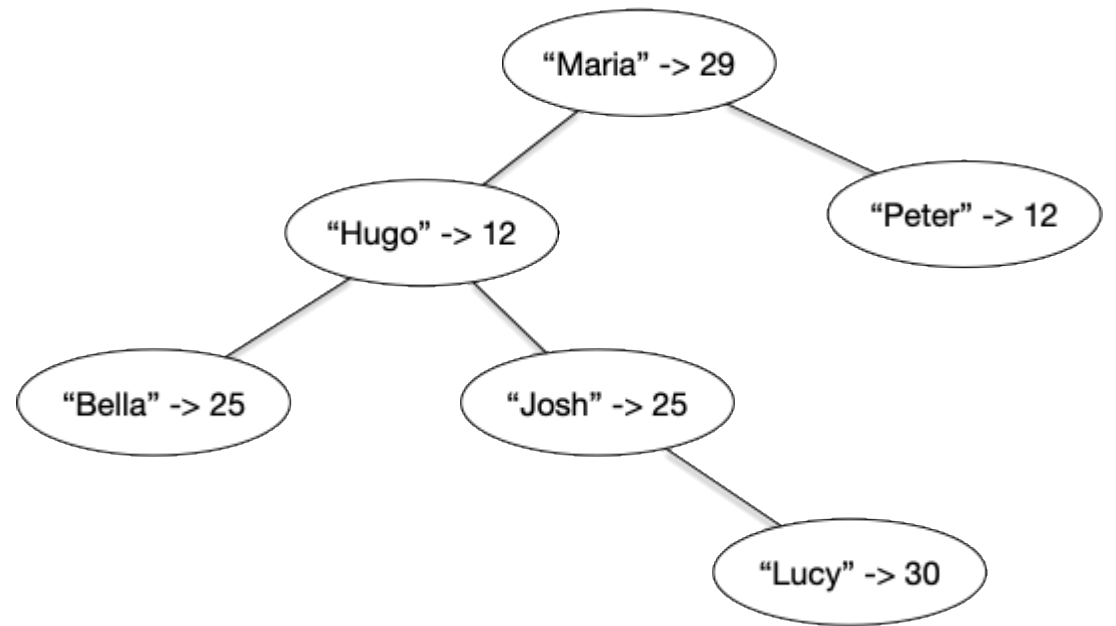 “Maria” -> 29
“Peter” -> 12
“Hugo” -> 12
“Bella” -> 25
“Josh” -> 25
“Lucy” -> 30